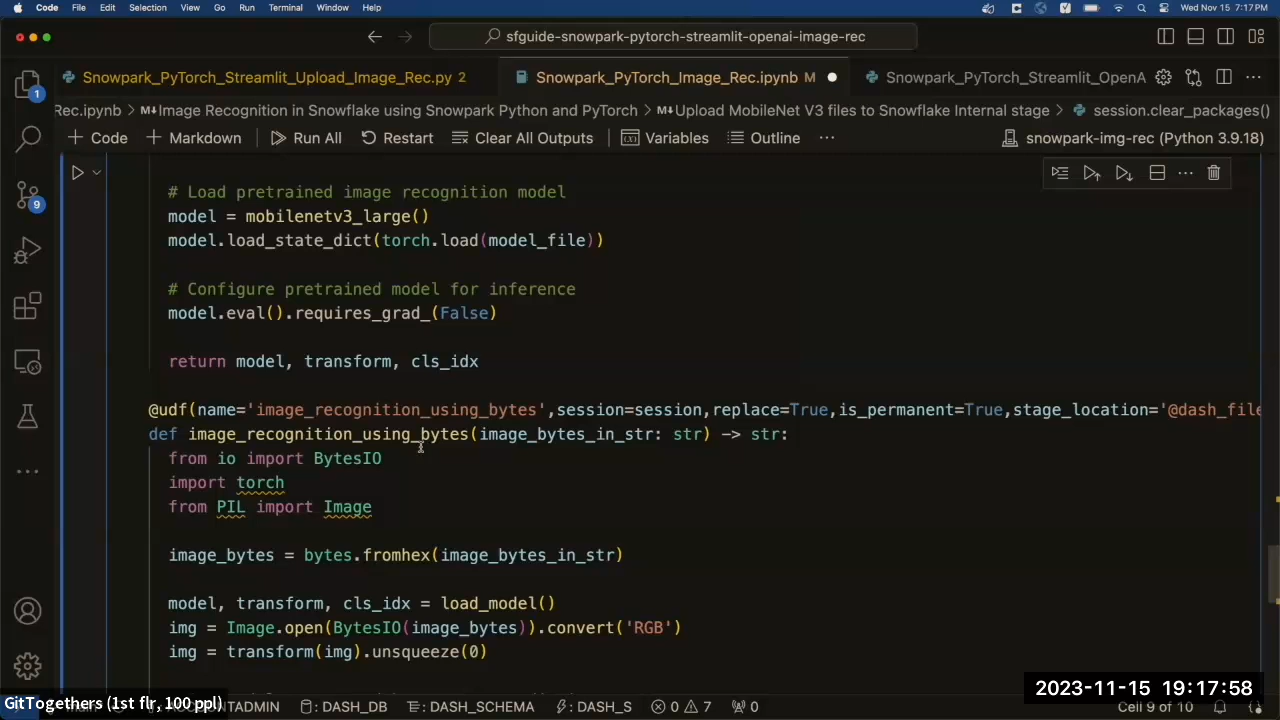 Code File Edit Selection View Go Run Terminal Window Help Wed Nov 15 7:17 PM
sfguide-snowpark-pytorch-streamlit-openai-image-rec
Snowpark_PyTorch_Streamlit_Upload_Image_Rec.py 2 Snowpark_PyTorch_Image_Rec.ipynb M Snowpark_PyTorch_Streamlit_OpenA
Rec.ipynb > M↓Image Recognition in Snowflake using Snowpark Python and PyTorch > M↓Upload MobileNet V3 files to Snowflake Internal stage > session.clear_packages()
+ Code + Markdown Run All Restart Clear All Outputs Variables Outline ··· snowpark-img-rec (Python 3.9.18)
# Load pretrained image recognition model
model = mobilenetv3_large()
model.load_state_dict(torch.load(model_file))
# Configure pretrained model for inference
model.eval().requires_grad_(False)
return model, transform, cls_idx
@udf(name='image_recognition_using_bytes',session=session,replace=True,is_permanent=True,stage_location='@dash_file
def image_recognition_using_bytes(image_bytes_in_str: str) -> str:
from io import BytesIO
import torch
from PIL import Image
image_bytes = bytes.fromhex(image_bytes_in_str)
model, transform, cls_idx = load_model()
img = Image.open(BytesIO(image_bytes)).convert('RGB')
img = transform(img).unsqueeze(0)
1
9
GitTogethers (1st flr, 100 ppl)
2023-11-15 19:17:58
ADMIN DASH_DB DASH_SCHEMA DASH_S 0 7 0 Cell 9 of 10